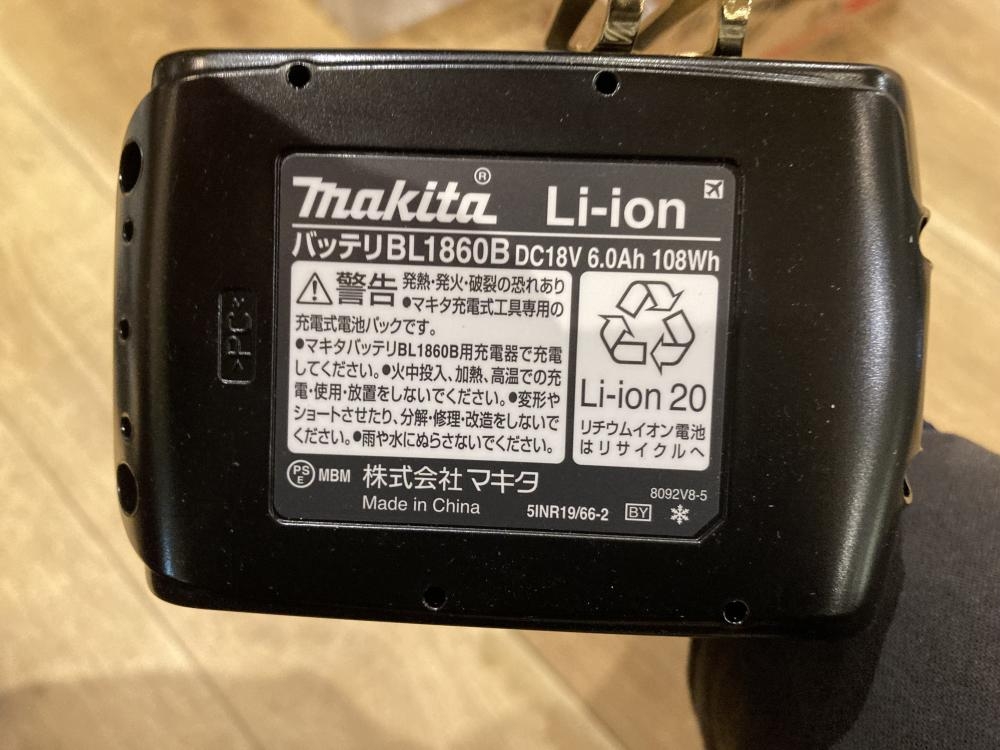 makita® Li-ion
バッテリBL1860B DC18V 6.0Ah 108Wh
警告 発熱・発火・破裂の恐れあり
●マキタ充電式工具専用の
充電式電池パックです。
●マキタバッテリBL1860B用充電器で充電
してください。●火中投入、加熱、高温での充
電・使用・放置をしないでください。●変形や
ショートさせたり、分解・修理・改造をしないで
ください。●雨や水にぬらさないでください。
Li-ion 20
リチウムイオン電池
はリサイクルへ
PSE MBM 株式会社 マキタ
Made in China
8092V8-5
5INR19/66-2 BY
>PC<